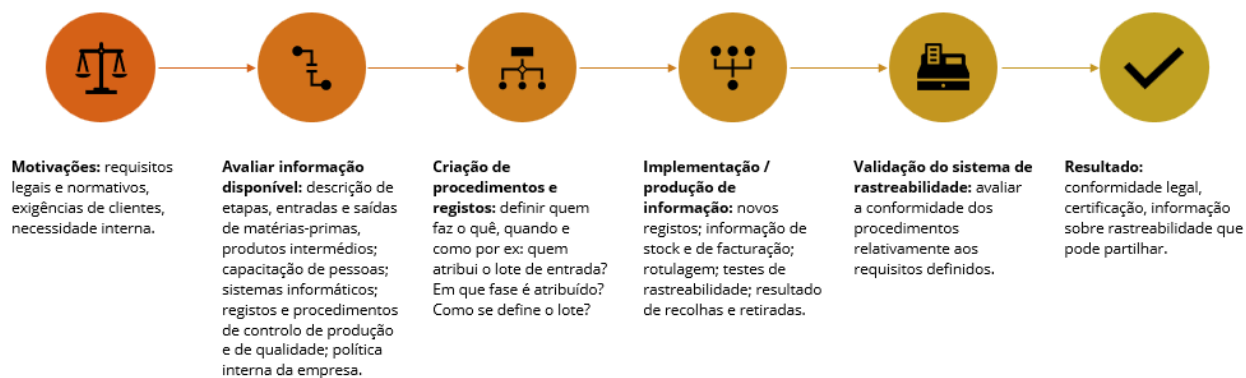 Motivações: requisitos
legais e normativos,
exigências de clientes,
necessidade interna.
Avaliar informação
disponível: descrição de
etapas, entradas e saídas
de matérias-primas,
produtos intermédios;
capacitação de pessoas;
sistemas informáticos;
registos e procedimentos
de controlo de produção
e de qualidade; política
interna da empresa.
Criação de
procedimentos e
registos: definir quem
faz o quê, quando e
como por ex: quem
atribui o lote de entrada?
Em que fase é atribuído?
Como se define o lote?
Implementação /
produção de
informação: novos
registos; informação de
stock e de facturação;
rotulagem; testes de
rastreabilidade; resultado
de recolhas e retiradas.
Validação do sistema de
rastreabilidade: avaliar
a conformidade dos
procedimentos
relativamente aos
requisitos definidos.
Resultado:
conformidade legal,
certificação, informação
sobre rastreabilidade que
pode partilhar.